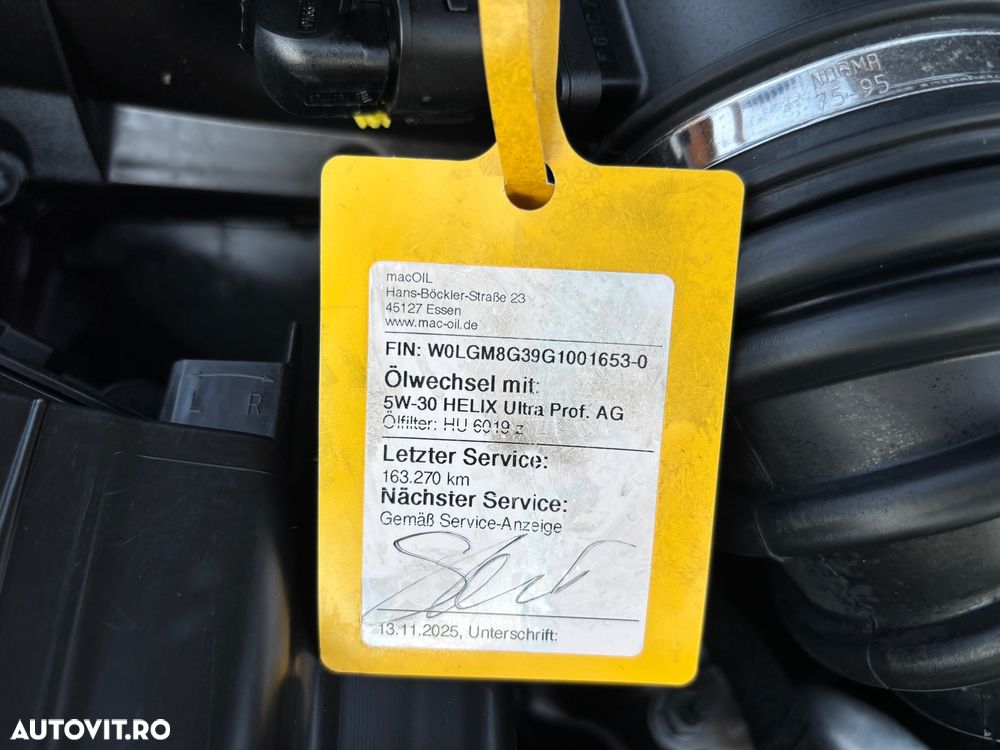 NORMA
75-95
macOIL
Hans-Böckler-Straße 23
45127 Essen
www.mac-oil.de
FIN: W0LGM8G39G1001653-0
Ölwechsel mit:
5W-30 HELIX Ultra Prof. AG
Ölfilter: HU 6019 z
Letzter Service:
163.270 km
Nächster Service:
Gemäß Service-Anzeige
13.11.2025, Unterschrift:
L R
AUTOVIT.RO